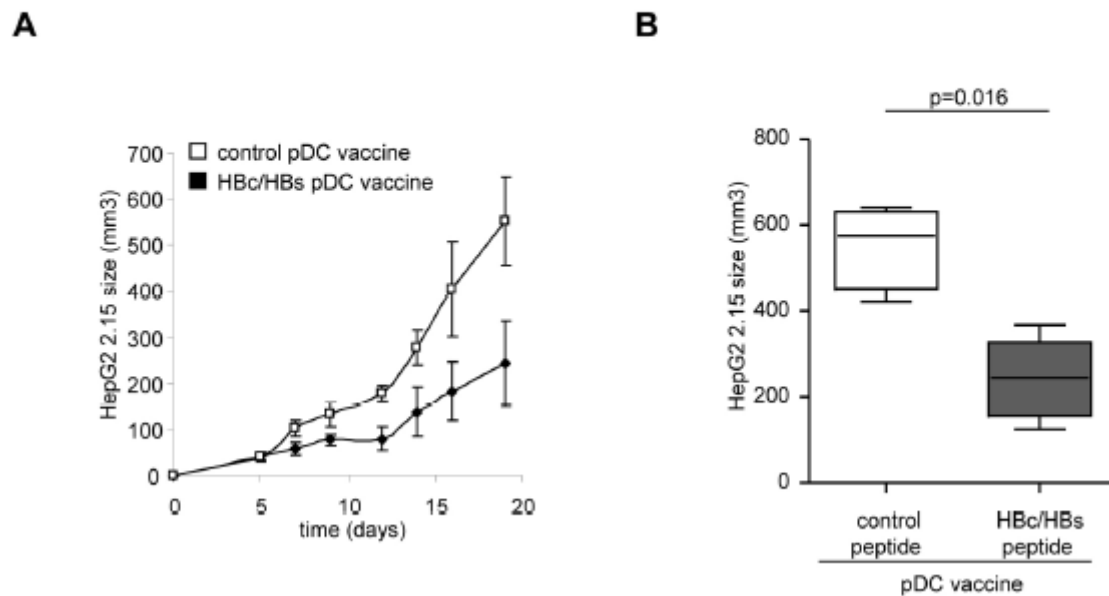 A
HepG2 2.15 size (mm3)
700
600
500
400
300
200
100
0
control pDC vaccine
HBc/HBs pDC vaccine
0 5 10 15 20
time (days)
B
p=0.016
HepG2 2.15 size (mm3)
800
600
400
200
0
control
peptide
HBc/HBs
peptide
pDC vaccine